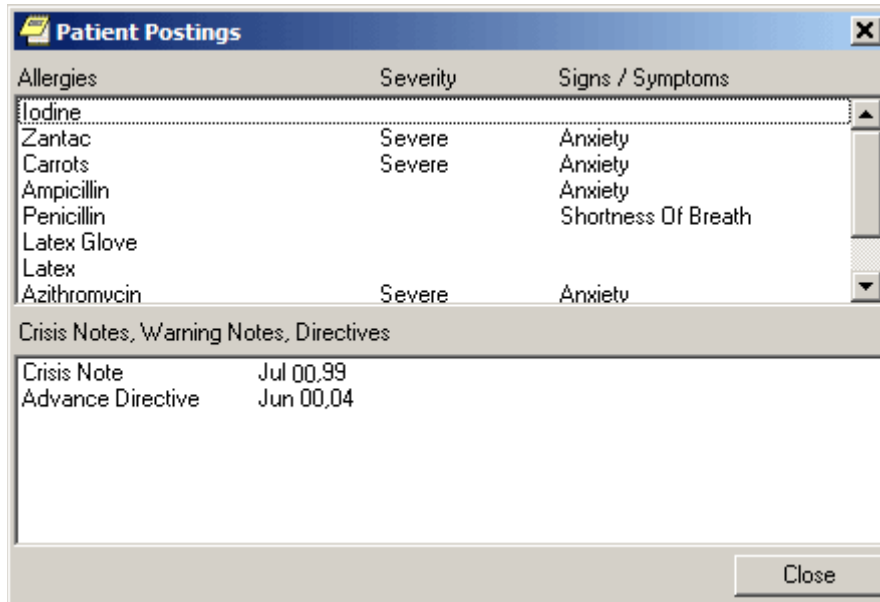 Patient Postings
Allergies Severity Signs / Symptoms
Iodine
Zantac Severe Anxiety
Carrots Severe Anxiety
Ampicillin Anxiety
Penicillin Shortness Of Breath
Latex Glove
Latex
Azithromycin Severe Anxiety
Crisis Notes, Warning Notes, Directives
Crisis Note Jul 00,99
Advance Directive Jun 00,04
Close